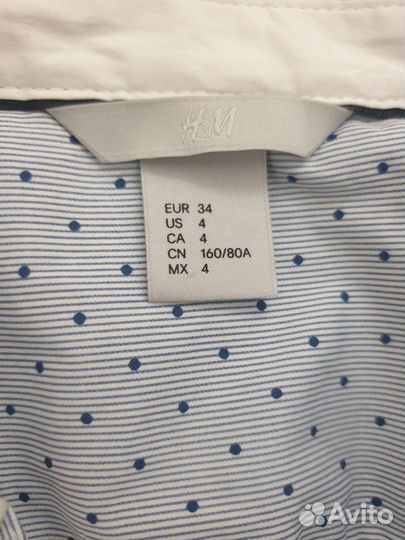 H&M
EUR 34
US 4
CA 4
CN 160/80A
MX 4
Avito